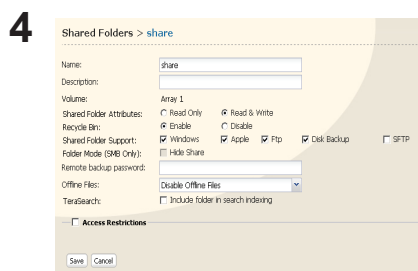 4
Shared Folders > share
Name: share
Description:
Volume: Array 1
Shared Folder Attributes: Read Only Read & Write
Recycle Bin: Enable Disable
Shared Folder Support: Windows Apple Ftp Disk Backup SFTP
Folder Mode (SMB Only): Hide Share
Remote backup password:
Offline Files: Disable Offline Files
TeraSearch: Include folder in search indexing
Access Restrictions
Save Cancel